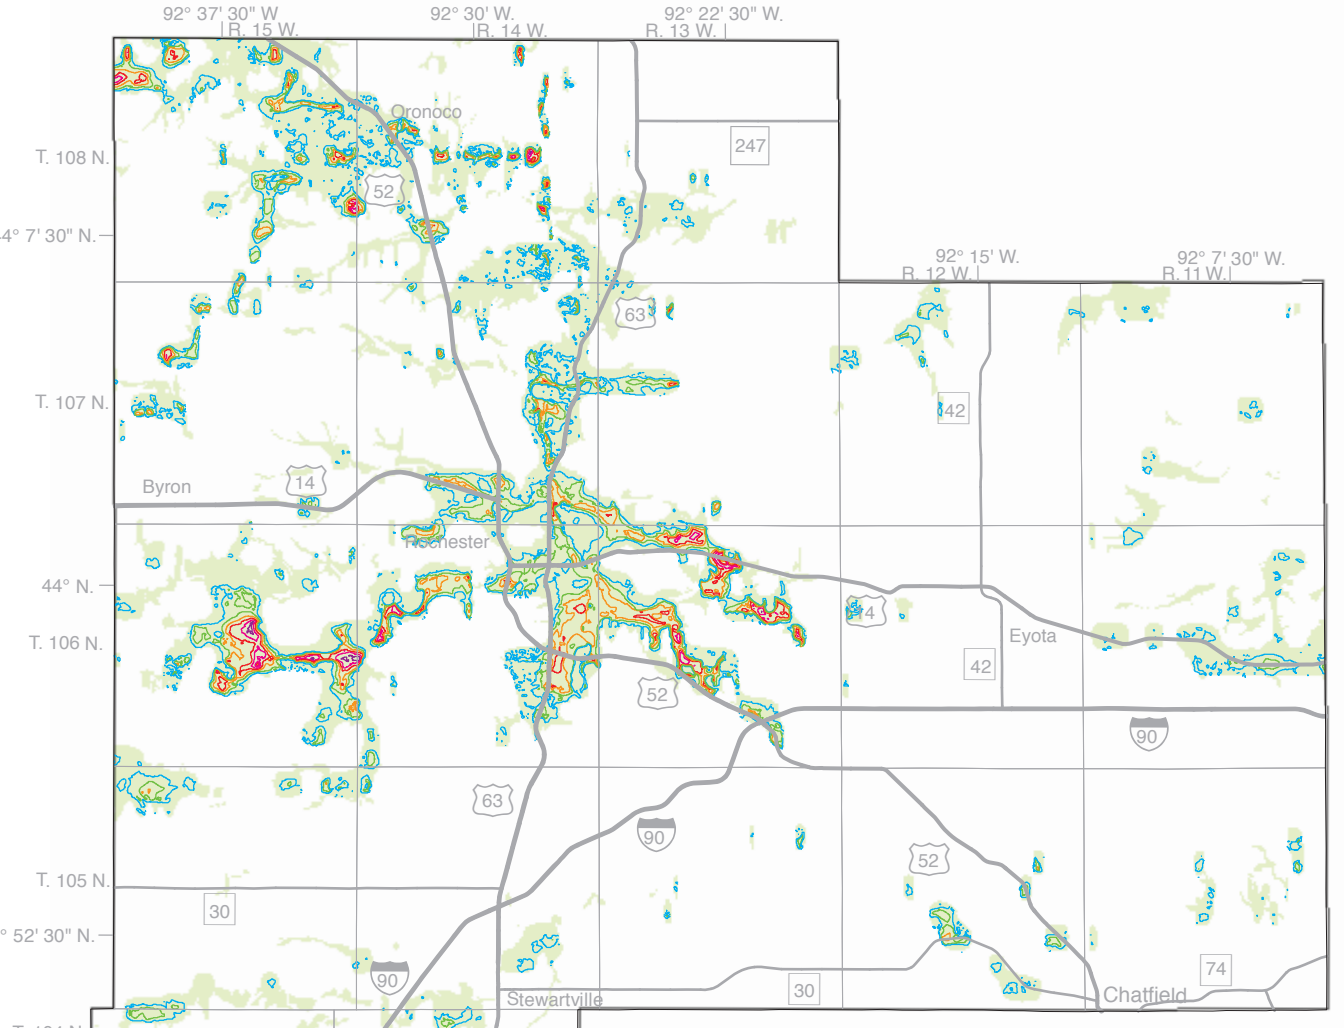 92° 37' 30" W
92° 30' W.
92° 22' 30" W.
R. 15 W.
R. 14 W.
R. 13 W.
Oronoco
247
T. 108 N.
52
4° 7' 30" N.
92° 15' W.
92° 7' 30" W.
R. 12 W.
R.11 W.
63
T. 107 N.
42
Byron
14
Rochester
44° N.
4
T. 106 N.
Eyota
42
52
90
63
90
52
T. 105 N.
30
° 52' 30" N.
90
30
74
Stewartville
Chatfield